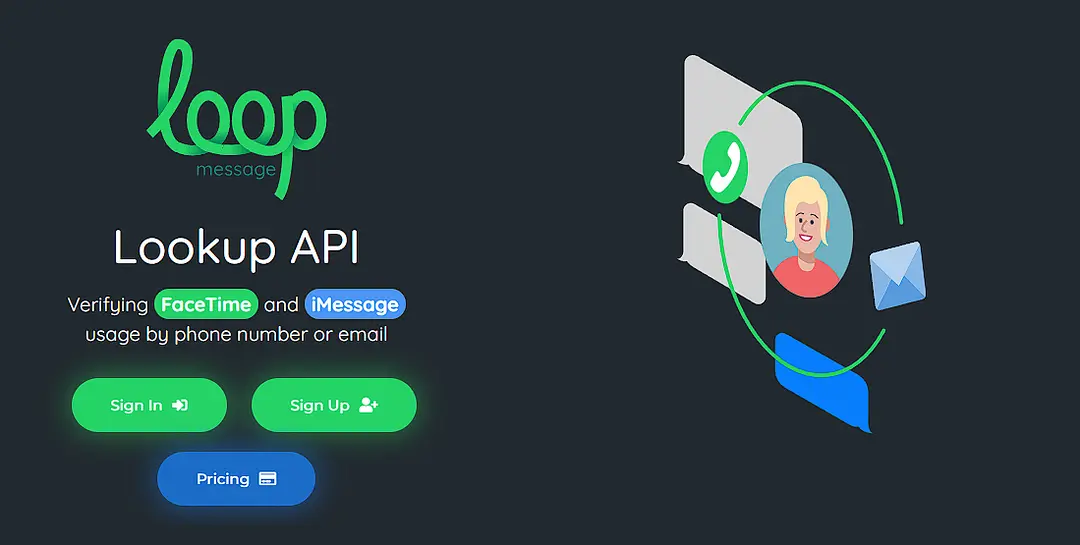 loop
message
Lookup API
Verifying FaceTime and iMessage
usage by phone number or email
Sign In
Sign Up
Pricing